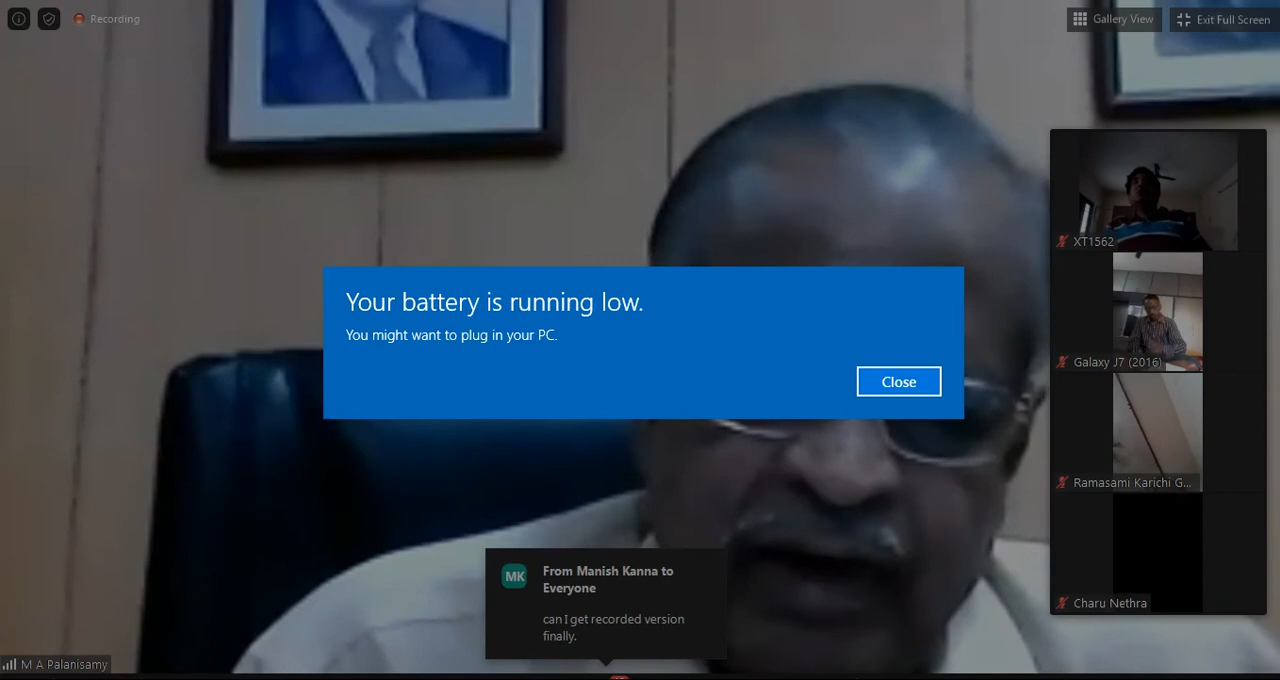 Recording
Gallery View
Exit Full Screen
XT1562
Your battery is running low.
You might want to plug in your PC.
Close
Galaxy J7 (2016)
Ramasami Karichi G...
MK
From Manish Kanna to
Everyone
can I get recorded version
finally.
Charu Nethra
M A Palanisamy